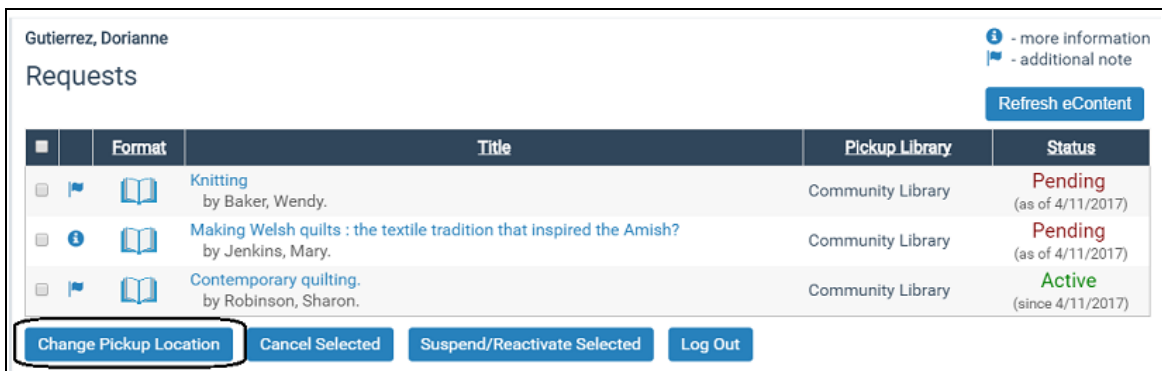 Gutierrez, Dorianne
- more information
- additional note
Requests
Refresh eContent
Format Title Pickup Library Status
Knitting
by Baker, Wendy.
Community Library
Pending
(as of 4/11/2017)
Making Welsh quilts : the textile tradition that inspired the Amish?
by Jenkins, Mary.
Community Library
Pending
(as of 4/11/2017)
Contemporary quilting.
by Robinson, Sharon.
Community Library
Active
(since 4/11/2017)
Change Pickup Location Cancel Selected Suspend/Reactivate Selected Log Out